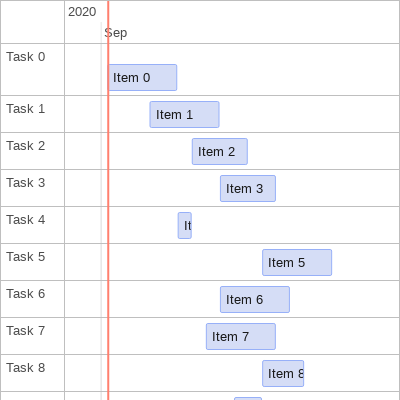 2020
Sep
Task 0
Item 0
Task 1
Item 1
Task 2
Item 2
Task 3
Item 3
Task 4
It
Task 5
Item 5
Task 6
Item 6
Task 7
Item 7
Task 8
Item 8